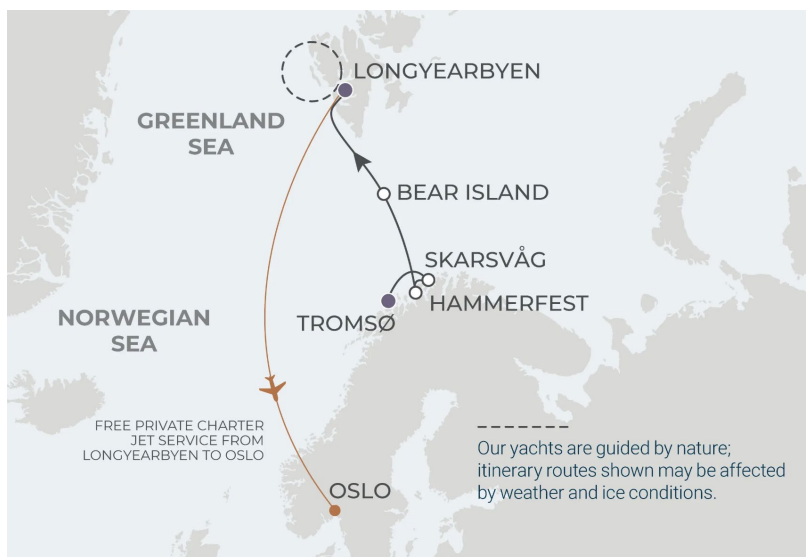 LONGYEARBYEN
GREENLAND
SEA
BEAR ISLAND
SKARSVÅG
HAMMERFEST
TROMSØ
NORWEGIAN
SEA
FREE PRIVATE CHARTER
JET SERVICE FROM
LONGYEARBYEN TO OSLO
OSLO
Our yachts are guided by nature;
itinerary routes shown may be affected
by weather and ice conditions.